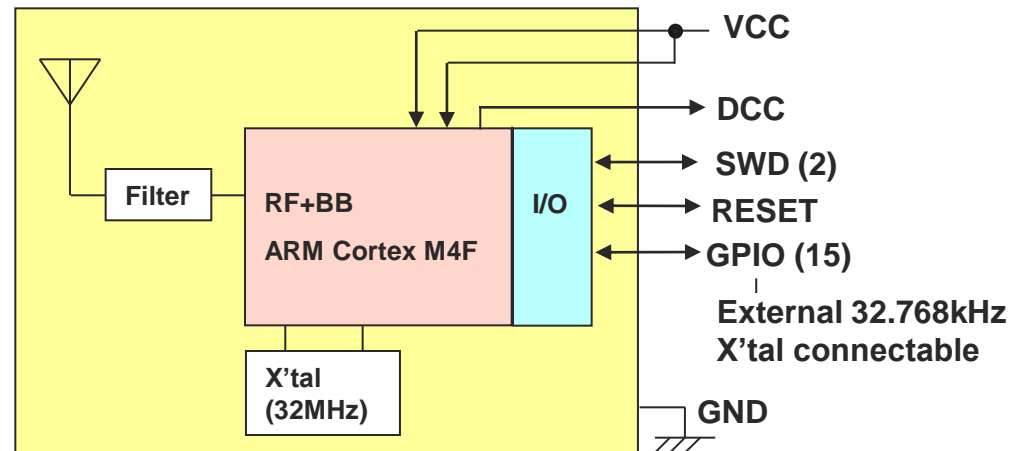 VCC
DCC
SWD (2)
RESET
GPIO (15)
External 32.768kHz
X’tal connectable
GND
Filter
RF+BB
ARM Cortex M4F
I/O
X’tal
(32MHz)